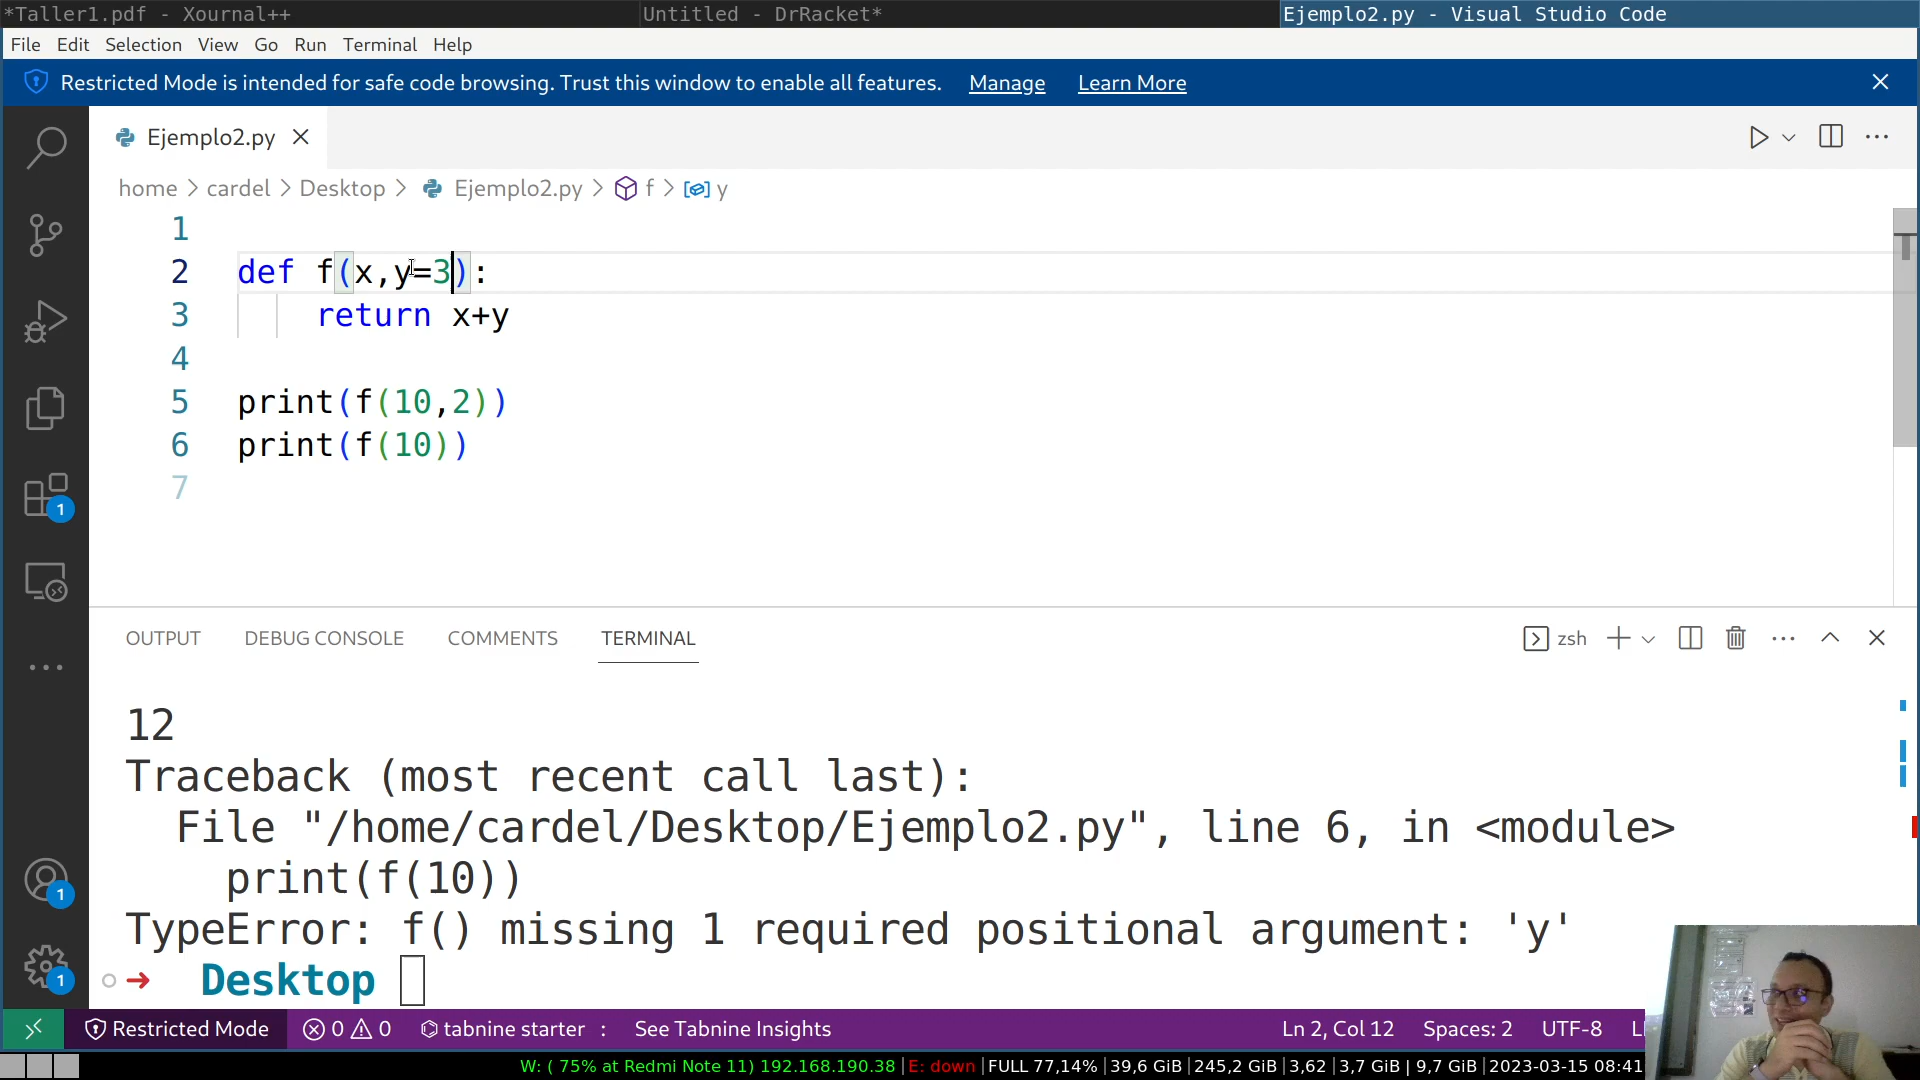 *Taller1.pdf - Xournal++
Untitled - DrRacket*
Ejemplo2.py - Visual Studio Code
File Edit Selection View Go Run Terminal Help
Restricted Mode is intended for safe code browsing. Trust this window to enable all features. Manage Learn More
Ejemplo2.py
home > cardel > Desktop > Ejemplo2.py > f > y
1
2 def f(x,y=3):
3 return x+y
4
5 print(f(10,2))
6 print(f(10))
7
OUTPUT DEBUG CONSOLE COMMENTS TERMINAL
zsh
12
Traceback (most recent call last):
File "/home/cardel/Desktop/Ejemplo2.py", line 6, in <module>
print(f(10))
TypeError: f() missing 1 required positional argument: 'y'
Desktop
1
1
1
Restricted Mode 0 0 tabnine starter : See Tabnine Insights Ln 2, Col 12 Spaces: 2 UTF-8
W: ( 75% at Redmi Note 11) 192.168.190.38 |E: down |FULL 77,14% |39,6 GiB |245,2 GiB |3,62 |3,7 GiB | 9,7 GiB |2023-03-15 08:41